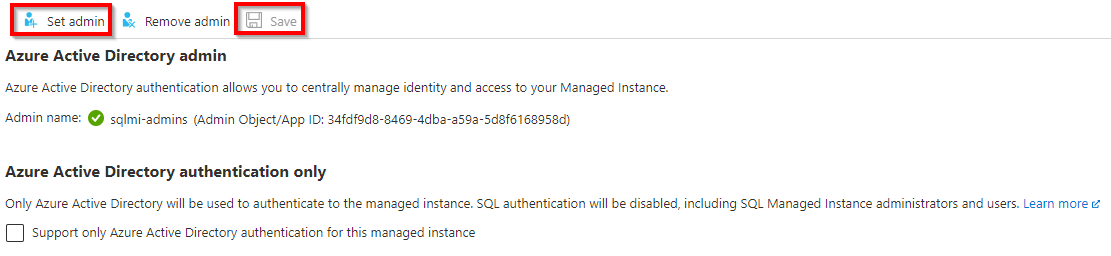 Set admin Remove admin Save
Azure Active Directory admin
Azure Active Directory authentication allows you to centrally manage identity and access to your Managed Instance.
Admin name: sqlmi-admins (Admin Object/App ID: 34fdf9d8-8469-4dba-a59a-5d8f6168958d)
Azure Active Directory authentication only
Only Azure Active Directory will be used to authenticate to the managed instance. SQL authentication will be disabled, including SQL Managed Instance administrators and users. Learn more
Support only Azure Active Directory authentication for this managed instance